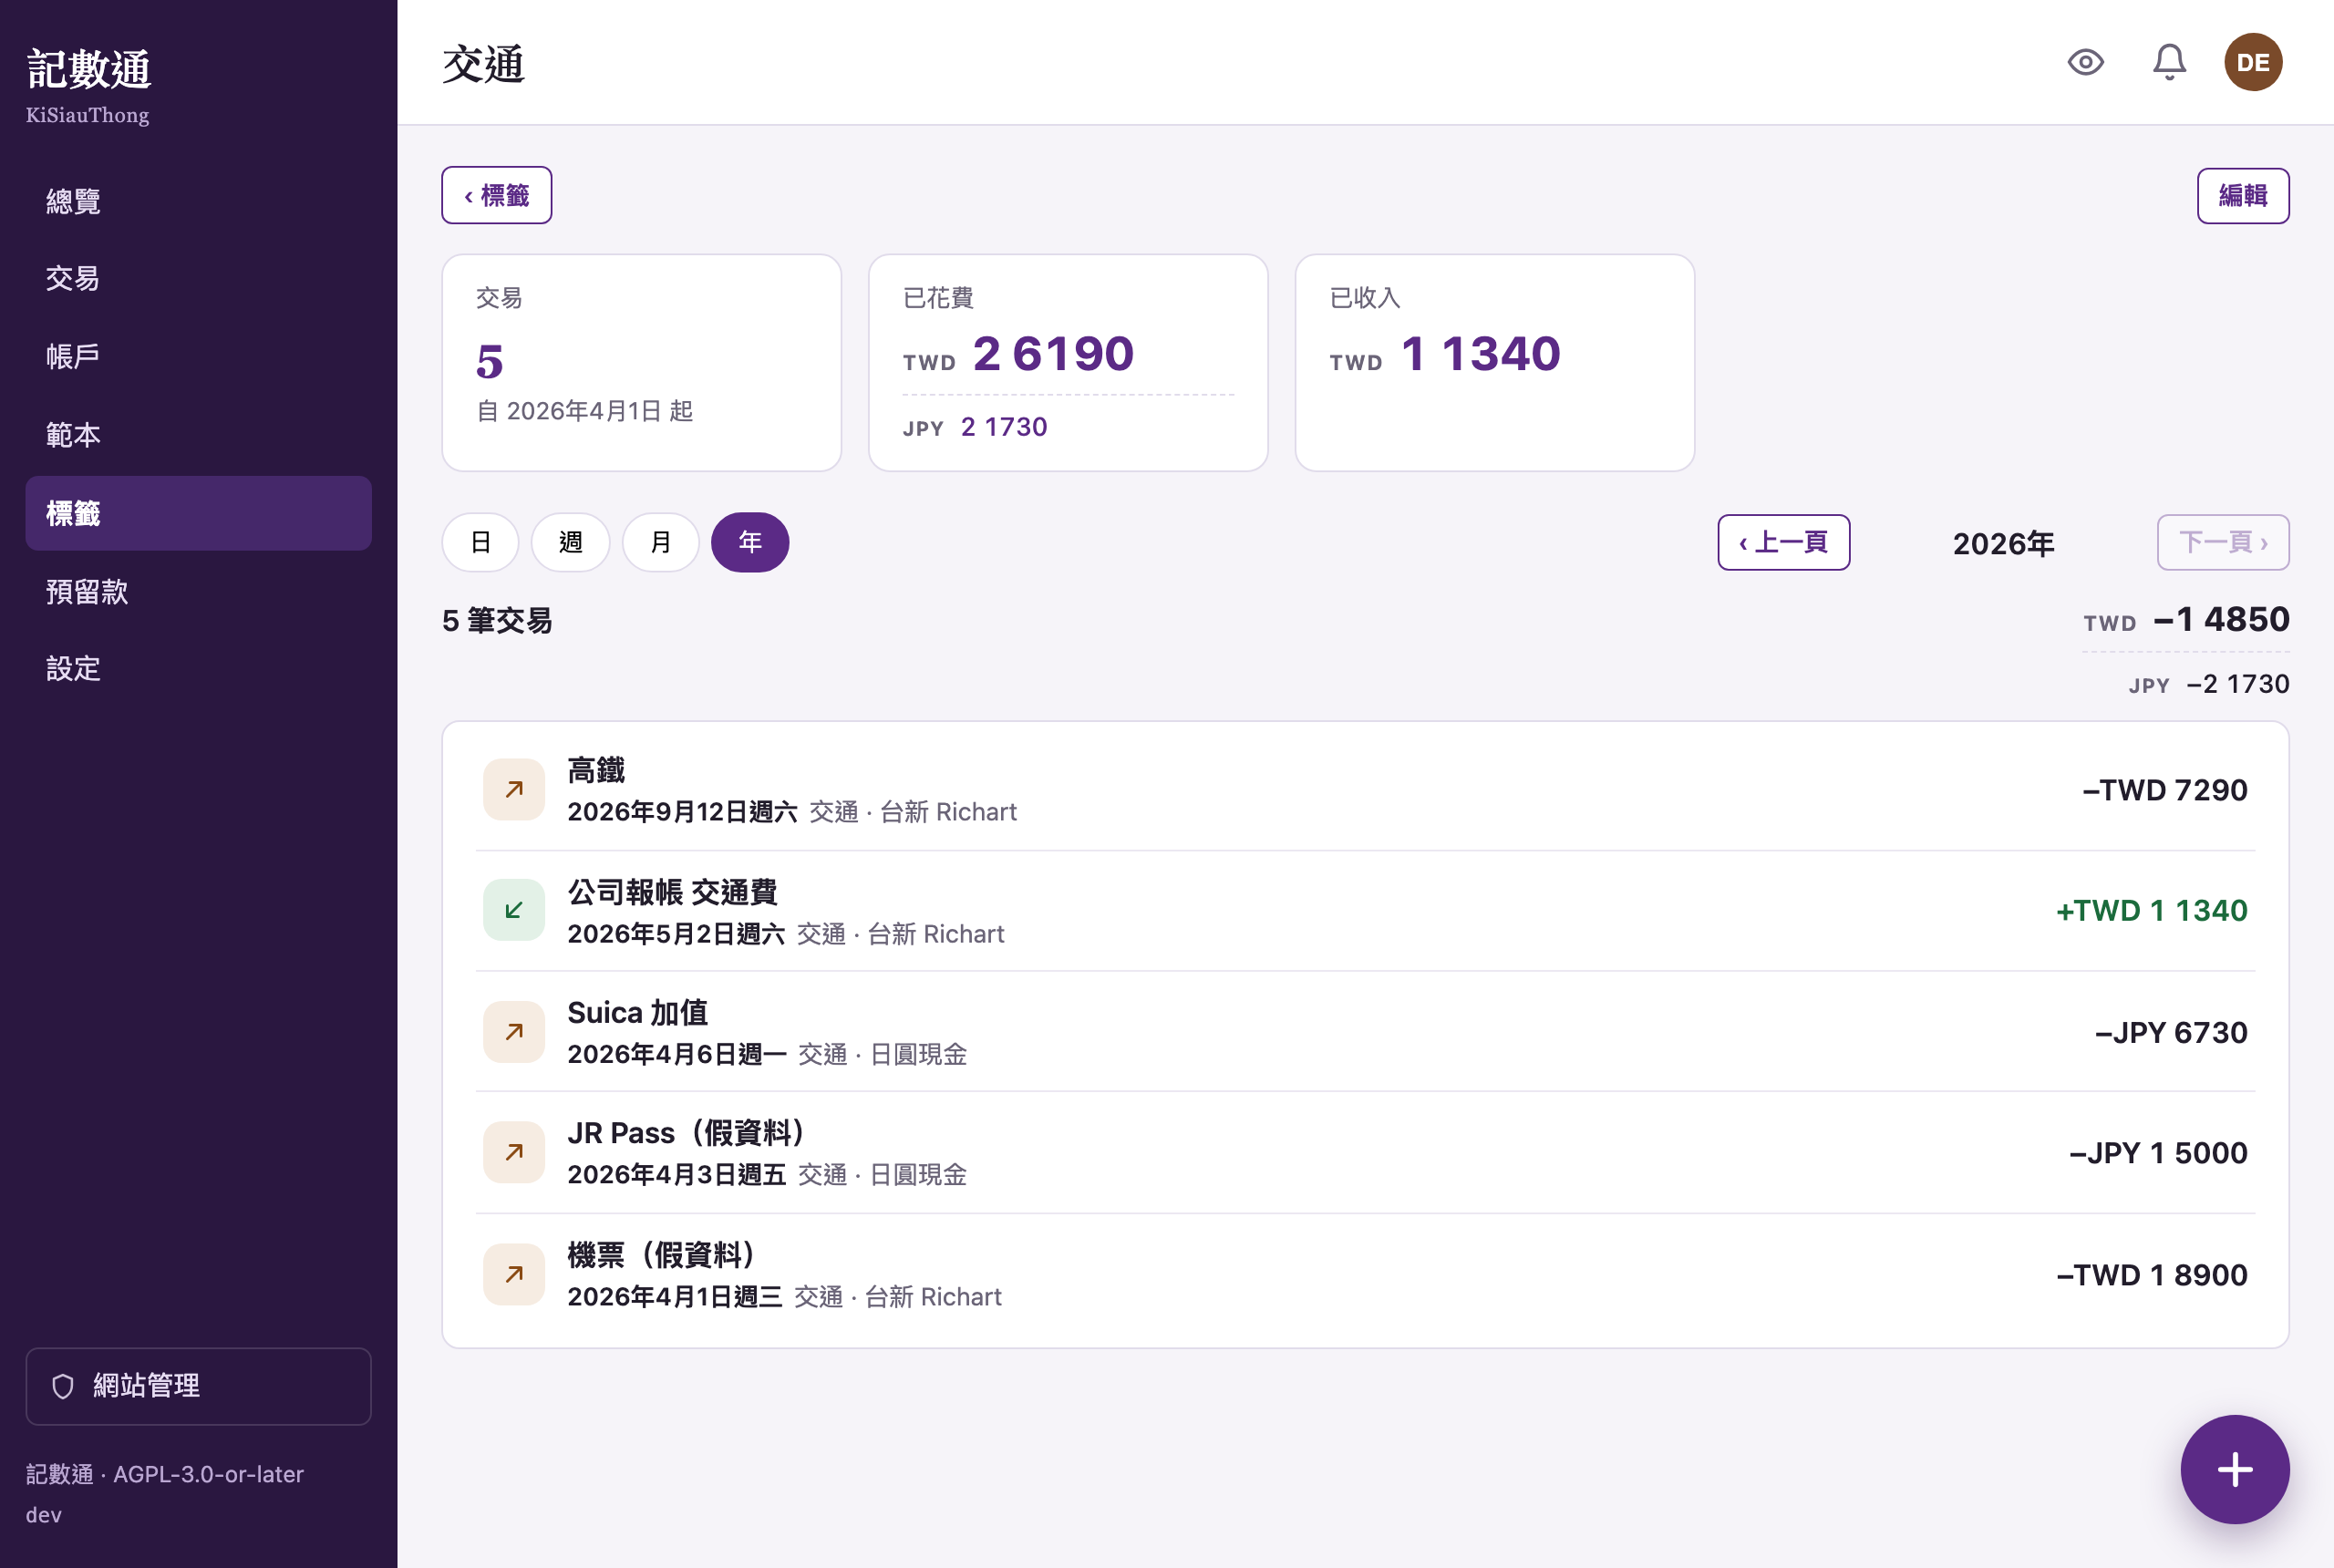 記數通
KiSiauThong
總覽
交易
帳戶
範本
標籤
預留款
設定
網站管理
記數通 · AGPL-3.0-or-later
dev
交通
DE
‹ 標籤
編輯
交易
5
自 2026年4月1日 起
已花費
TWD 2 6190
JPY 2 1730
已收入
TWD 1 1340
日 週 月 年
‹ 上一頁 2026年 下一頁 ›
5 筆交易
TWD −1 4850
JPY −2 1730
高鐵
2026年9月12日週六 交通 · 台新 Richart
−TWD 7290
公司報帳 交通費
2026年5月2日週六 交通 · 台新 Richart
+TWD 1 1340
Suica 加值
2026年4月6日週一 交通 · 日圓現金
−JPY 6730
JR Pass（假資料）
2026年4月3日週五 交通 · 日圓現金
−JPY 1 5000
機票（假資料）
2026年4月1日週三 交通 · 台新 Richart
−TWD 1 8900